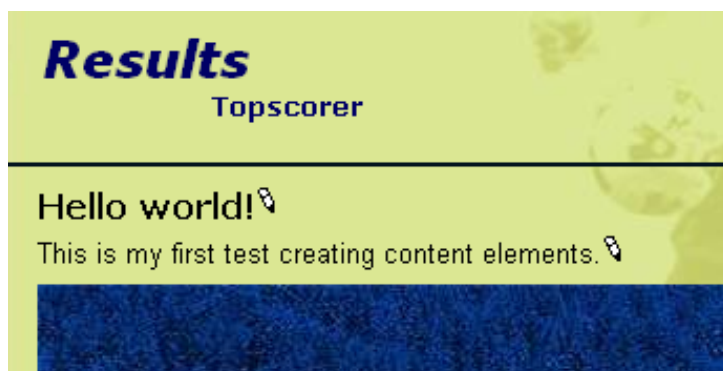 Results
Topscorer
Hello world!
This is my first test creating content elements.